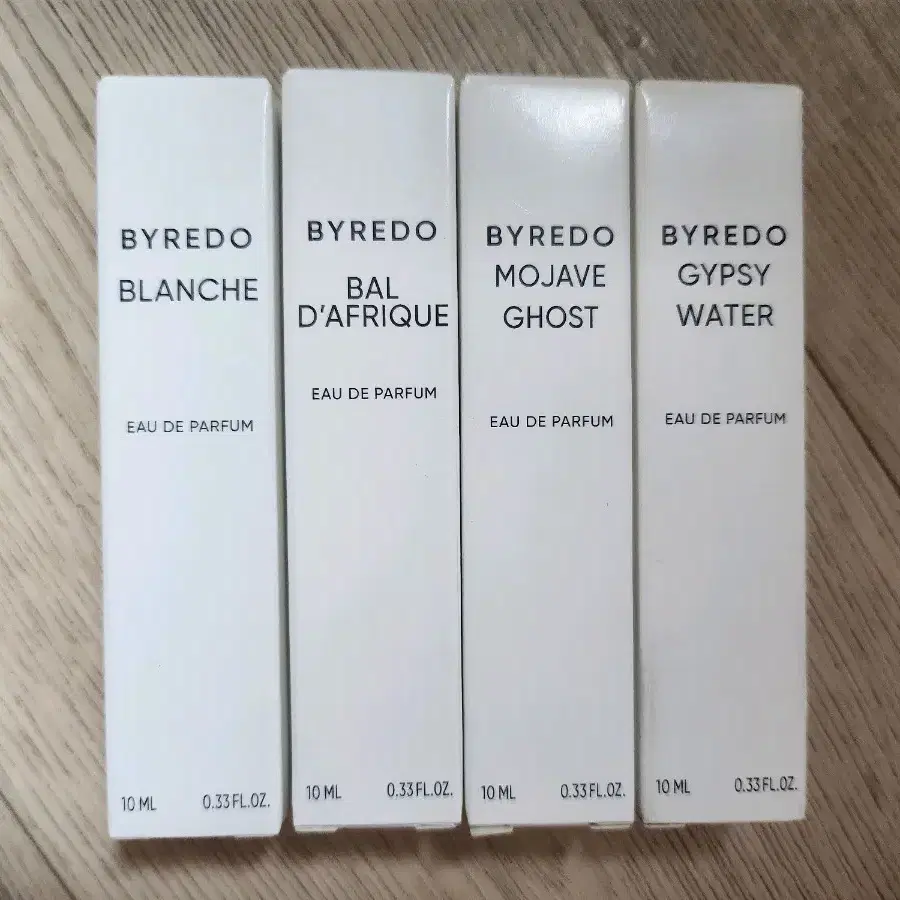 BYREDO
BLANCHE
EAU DE PARFUM
10 ML 0.33 FL.OZ.
BYREDO
BAL
D'AFRIQUE
EAU DE PARFUM
10 ML 0.33 FL.OZ.
BYREDO
MOJAVE
GHOST
EAU DE PARFUM
10 ML 0.33 FL.OZ.
BYREDO
GYPSY
WATER
EAU DE PARFUM
10 ML 0.33 FL.OZ.